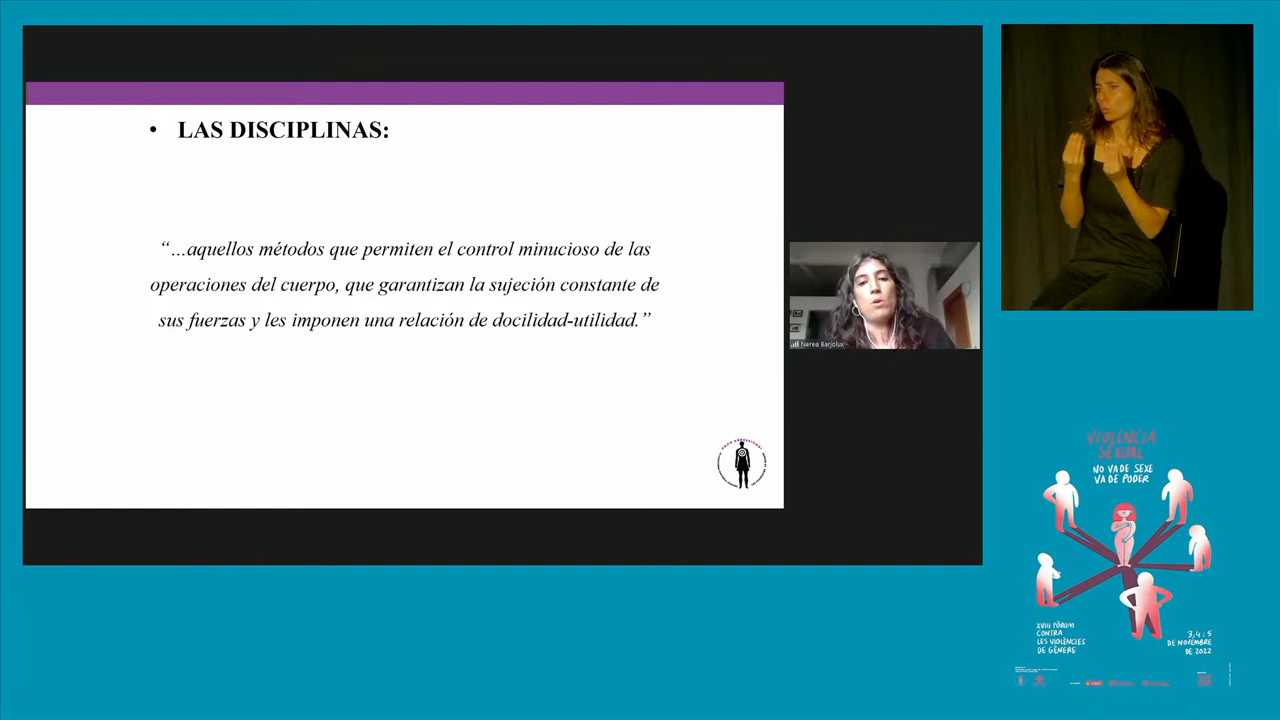 • LAS DISCIPLINAS:
“…aquellos métodos que permiten el control minucioso de las
operaciones del cuerpo, que garantizan la sujeción constante de
sus fuerzas y les imponen una relación de docilidad-utilidad.”
Nerea Barjolux
VIOLÈNCIA
SEXUAL
NO VA DE SEXE
VA DE PODER
XVIII FÒRUM
CONTRA
LES VIOLÈNCIES
DE GÈNERE
3, 4 i 5
DE NOVEMBRE
DE 2022